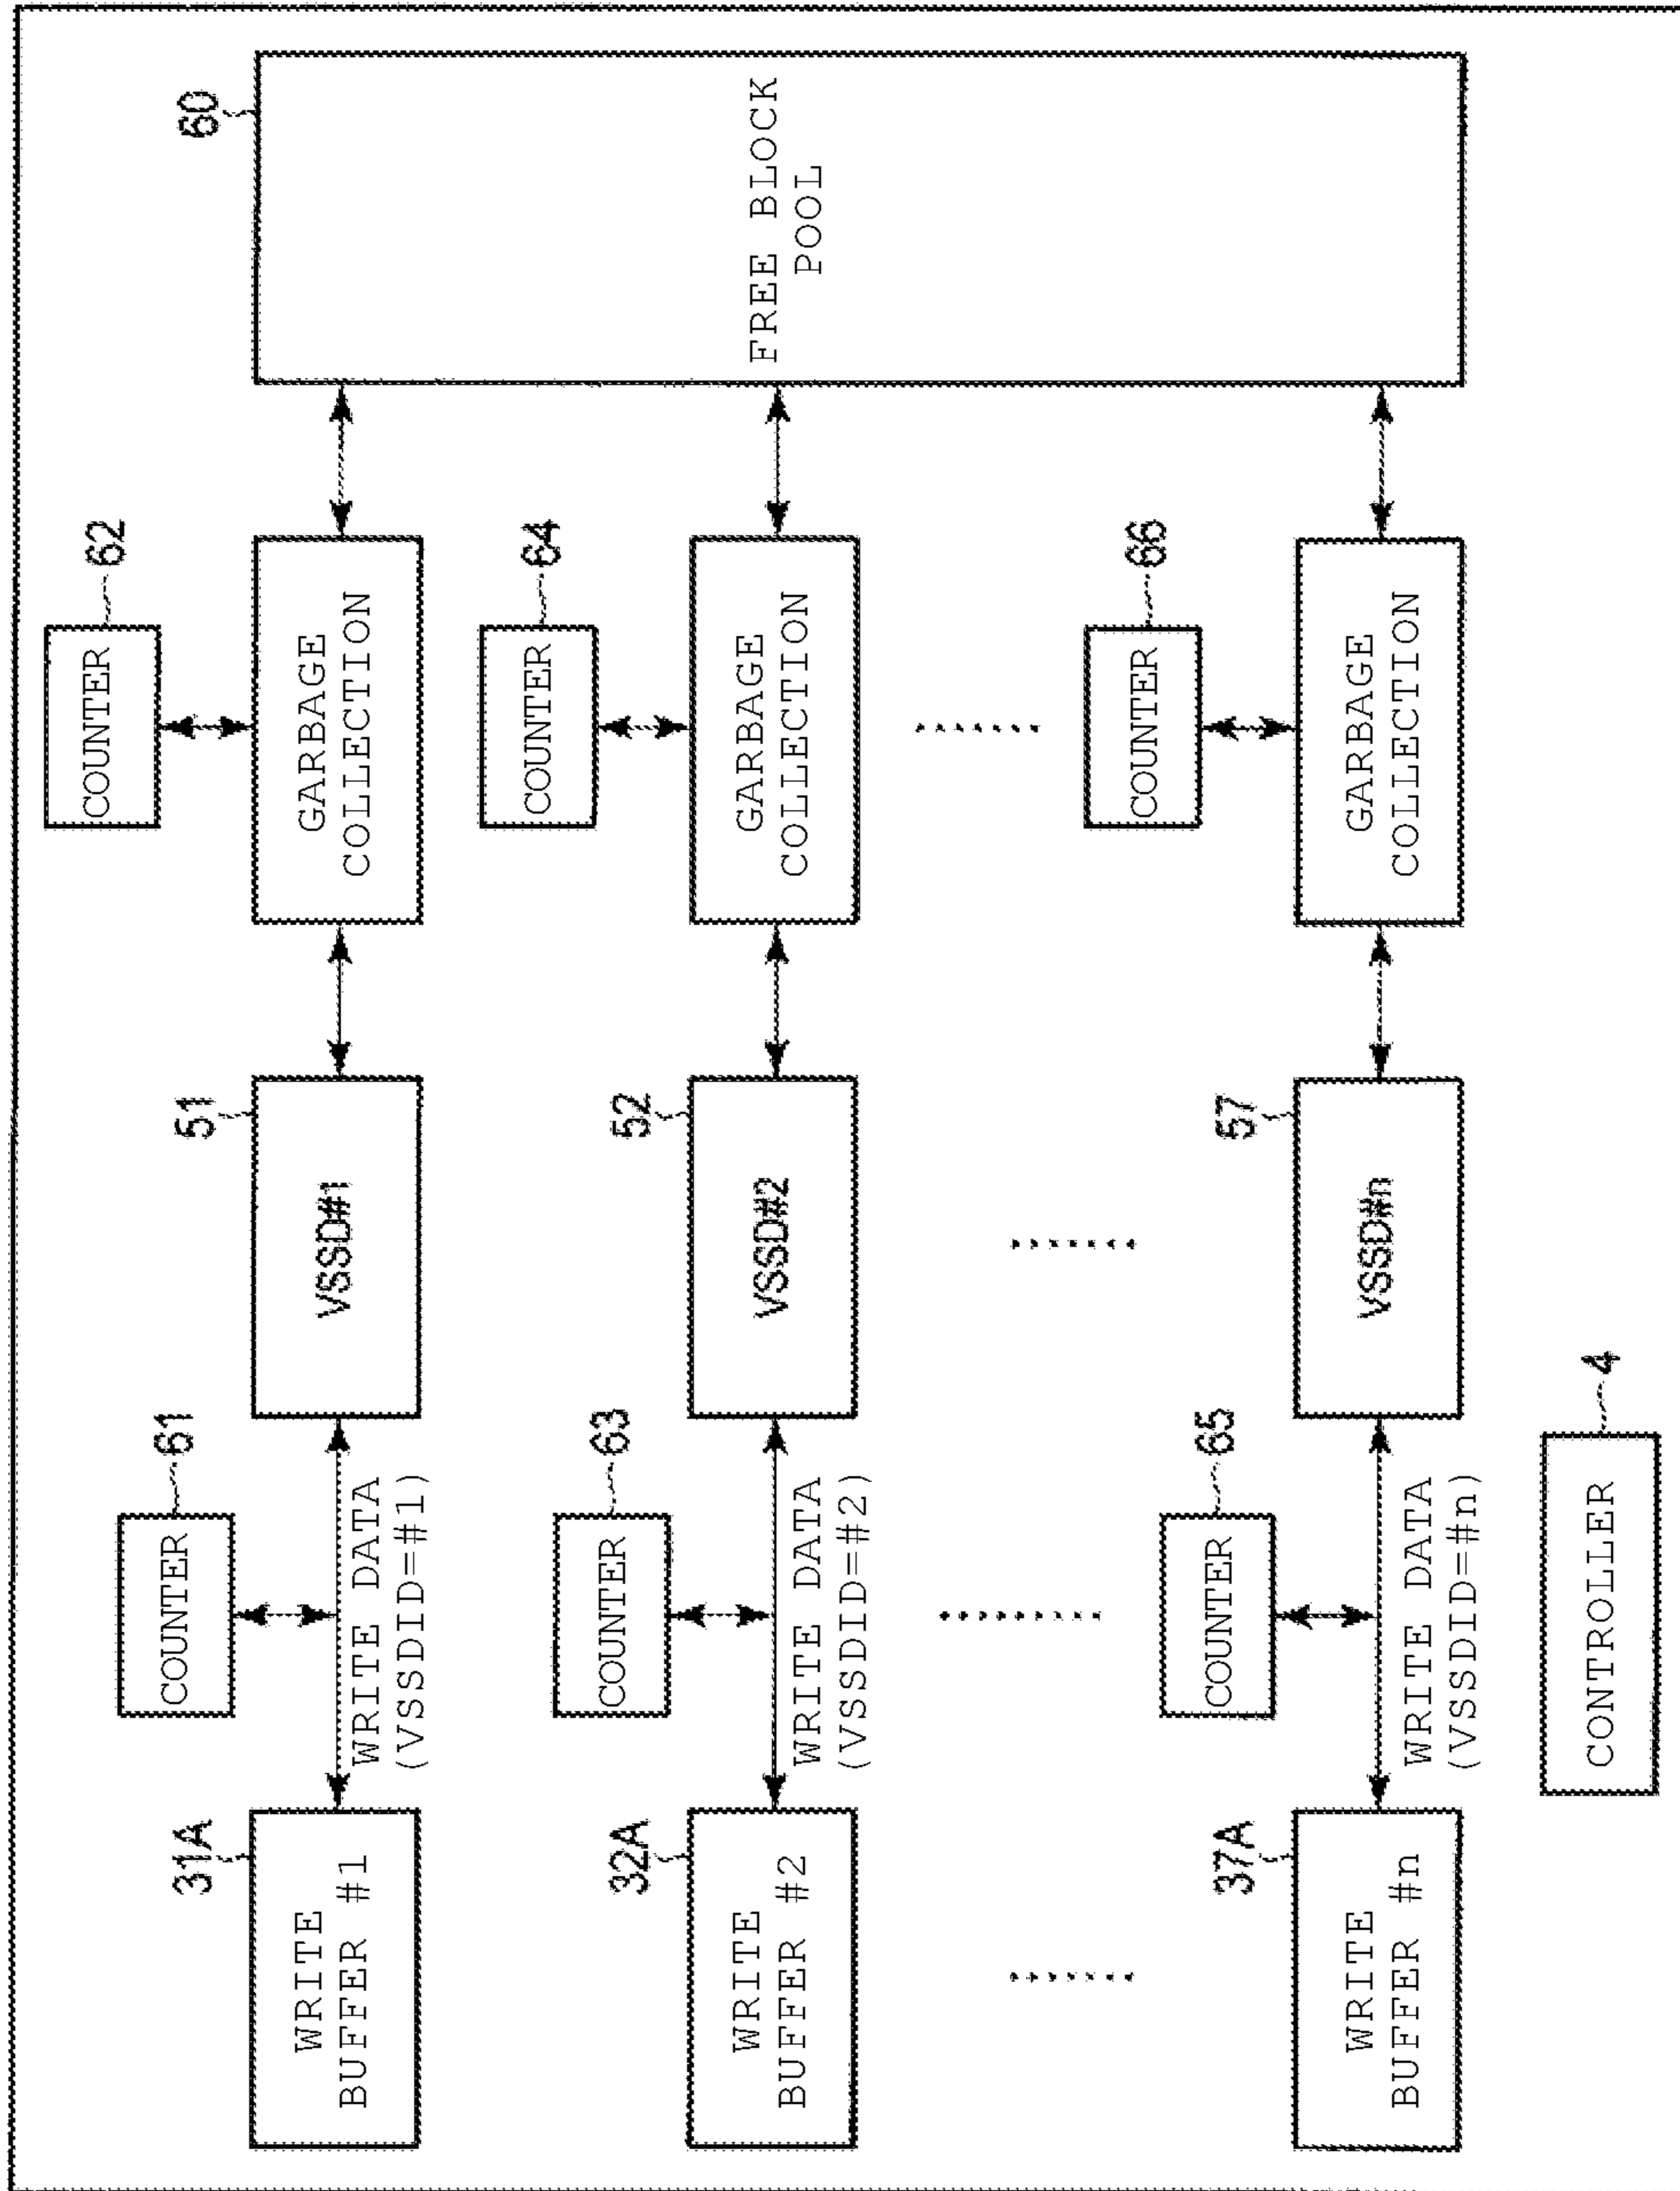 31A
WRITE
BUFFER #1
61
COUNTER
WRITE DATA
(VSSDID=#1)
51
VSSD#1
62
COUNTER
GARBAGE
COLLECTION
60
FREE BLOCK
POOL
32A
WRITE
BUFFER #2
63
COUNTER
WRITE DATA
(VSSDID=#2)
52
VSSD#2
64
COUNTER
GARBAGE
COLLECTION
37A
WRITE
BUFFER #n
65
COUNTER
WRITE DATA
(VSSDID=#n)
57
VSSD#n
66
COUNTER
GARBAGE
COLLECTION
4
CONTROLLER